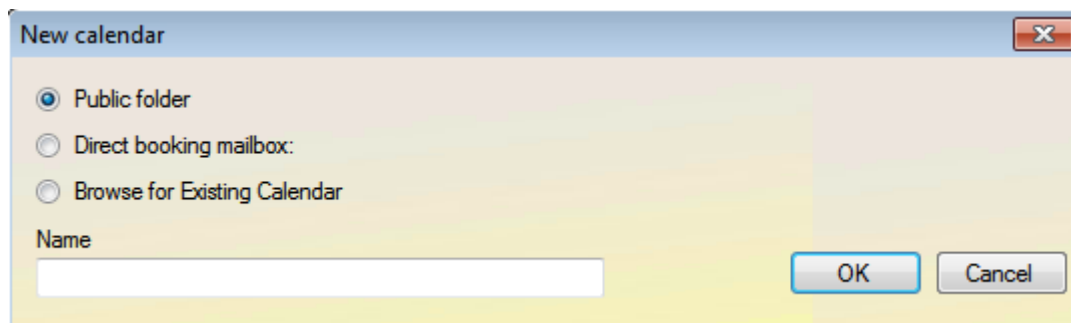 New calendar
Public folder
Direct booking mailbox:
Browse for Existing Calendar
Name
OK
Cancel